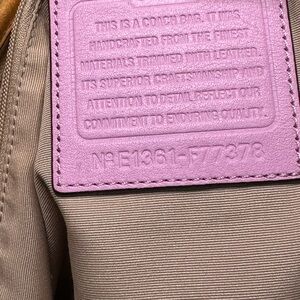 THIS IS A COACH BAG. IT WAS
HANDCRAFTED FROM THE FINEST
MATERIALS TRIMMED WITH LEATHER.
ITS SUPERIOR CRAFTSMANSHIP AND
ATTENTION TO DETAIL REFLECT OUR
COMMITMENT TO ENDURING QUALITY.
Nº E1361-F77378